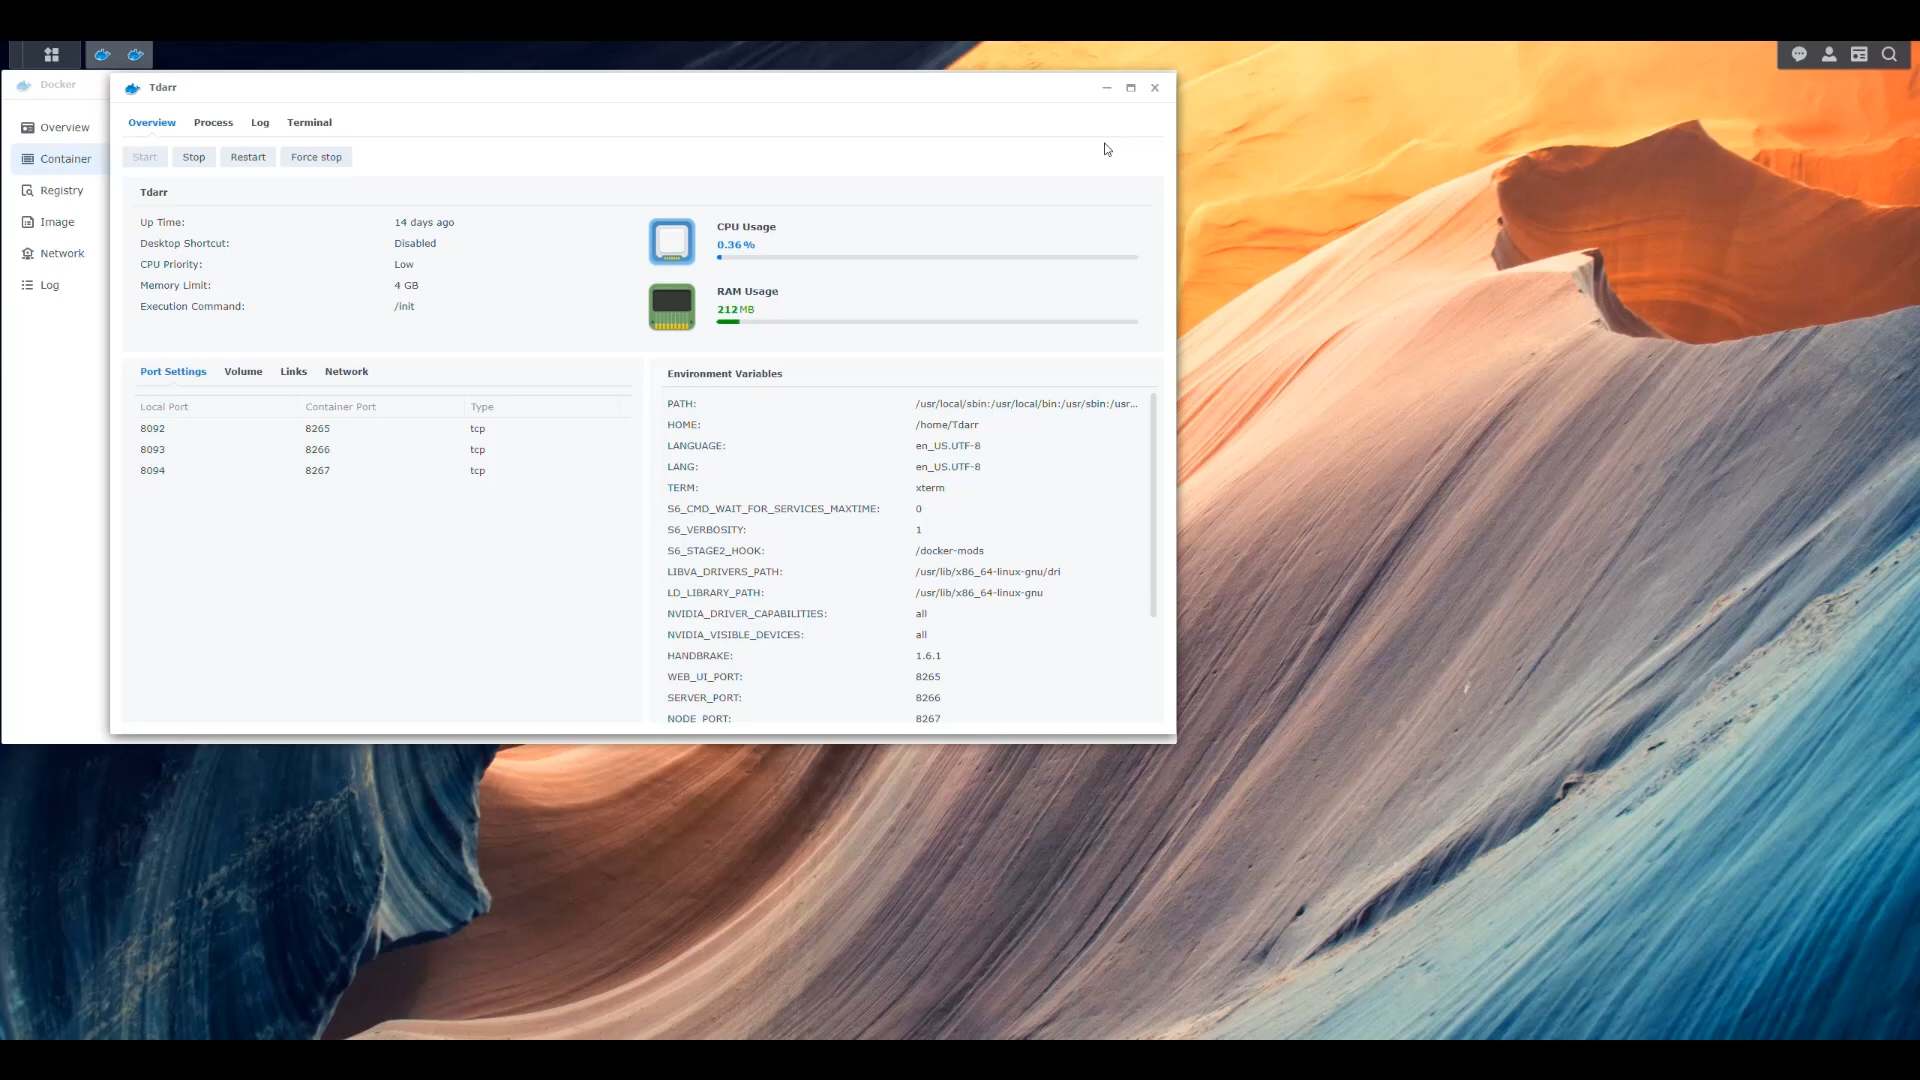 Docker
Overview
Container
Registry
Image
Network
Log
Tdarr
Overview Process Log Terminal
Start Stop Restart Force stop
Tdarr
Up Time: 14 days ago
Desktop Shortcut: Disabled
CPU Priority: Low
Memory Limit: 4 GB
Execution Command: /init
CPU Usage
0.36 %
RAM Usage
212 MB
Port Settings Volume Links Network
Local Port Container Port Type
8092 8265 tcp
8093 8266 tcp
8094 8267 tcp
Environment Variables
PATH: /usr/local/sbin:/usr/local/bin:/usr/sbin:/usr...
HOME: /home/Tdarr
LANGUAGE: en_US.UTF-8
LANG: en_US.UTF-8
TERM: xterm
S6_CMD_WAIT_FOR_SERVICES_MAXTIME: 0
S6_VERBOSITY: 1
S6_STAGE2_HOOK: /docker-mods
LIBVA_DRIVERS_PATH: /usr/lib/x86_64-linux-gnu/dri
LD_LIBRARY_PATH: /usr/lib/x86_64-linux-gnu
NVIDIA_DRIVER_CAPABILITIES: all
NVIDIA_VISIBLE_DEVICES: all
HANDBRAKE: 1.6.1
WEB_UI_PORT: 8265
SERVER_PORT: 8266
NODE_PORT: 8267